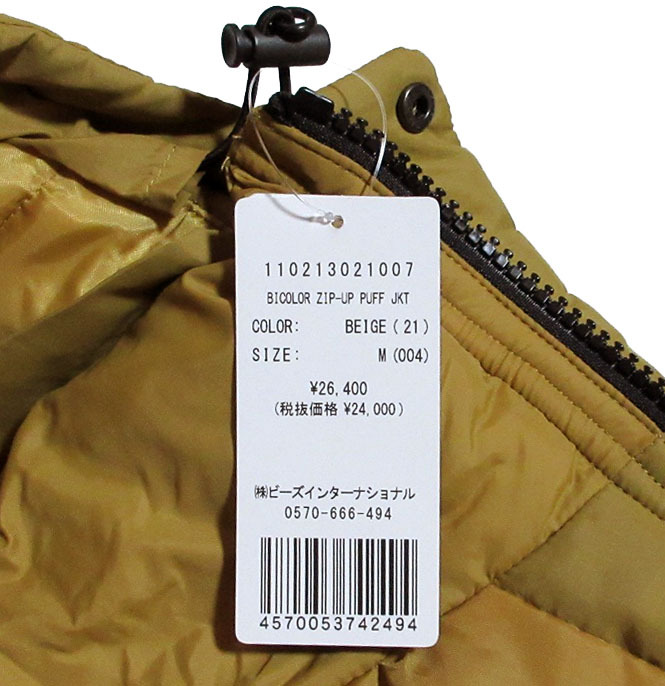 110213021007
BICOLOR ZIP-UP PUFF JKT
COLOR: BEIGE(21)
SIZE: M(004)
¥26,400
(税抜価格 ¥24,000)
㈱ビーズインターナショナル
0570-666-494
4570053742494